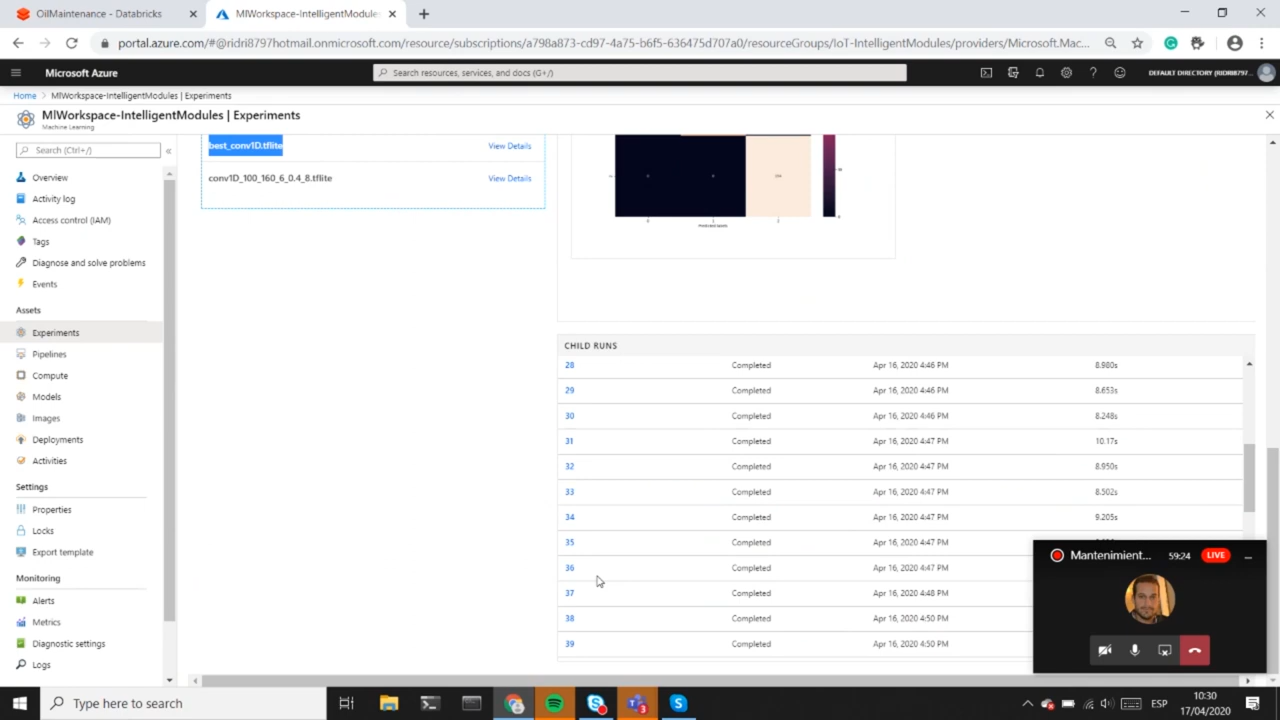 OilMaintenance - Databricks
MlWorkspace-IntelligentModules
portal.azure.com/#@ridri8797hotmail.onmicrosoft.com/resource/subscriptions/a798a873-cd97-4a75-b6f5-636475d707a0/resourceGroups/IoT-IntelligentModules/providers/Microsoft.Mac...
Microsoft Azure
Search resources, services, and docs (G+/)
DEFAULT DIRECTORY (RIDRI8797...
Home > MlWorkspace-IntelligentModules | Experiments
MlWorkspace-IntelligentModules | Experiments
Machine Learning
Search (Ctrl+/)
«
Overview
Activity log
Access control (IAM)
Tags
Diagnose and solve problems
Events
Assets
Experiments
Pipelines
Compute
Models
Images
Deployments
Activities
Settings
Properties
Locks
Export template
Monitoring
Alerts
Metrics
Diagnostic settings
Logs
best_conv1D.tflite View Details
conv1D_100_160_6_0.4_8.tflite View Details
Predicted labels
CHILD RUNS
28 Completed Apr 16, 2020 4:46 PM 8.980s
29 Completed Apr 16, 2020 4:46 PM 8.653s
30 Completed Apr 16, 2020 4:46 PM 8.248s
31 Completed Apr 16, 2020 4:47 PM 10.17s
32 Completed Apr 16, 2020 4:47 PM 8.950s
33 Completed Apr 16, 2020 4:47 PM 8.502s
34 Completed Apr 16, 2020 4:47 PM 9.205s
35 Completed Apr 16, 2020 4:47 PM
36 Completed Apr 16, 2020 4:47 PM
37 Completed Apr 16, 2020 4:48 PM
38 Completed Apr 16, 2020 4:50 PM
39 Completed Apr 16, 2020 4:50 PM
Mantenimient... 59:24 LIVE
Type here to search
ESP
10:30
17/04/2020